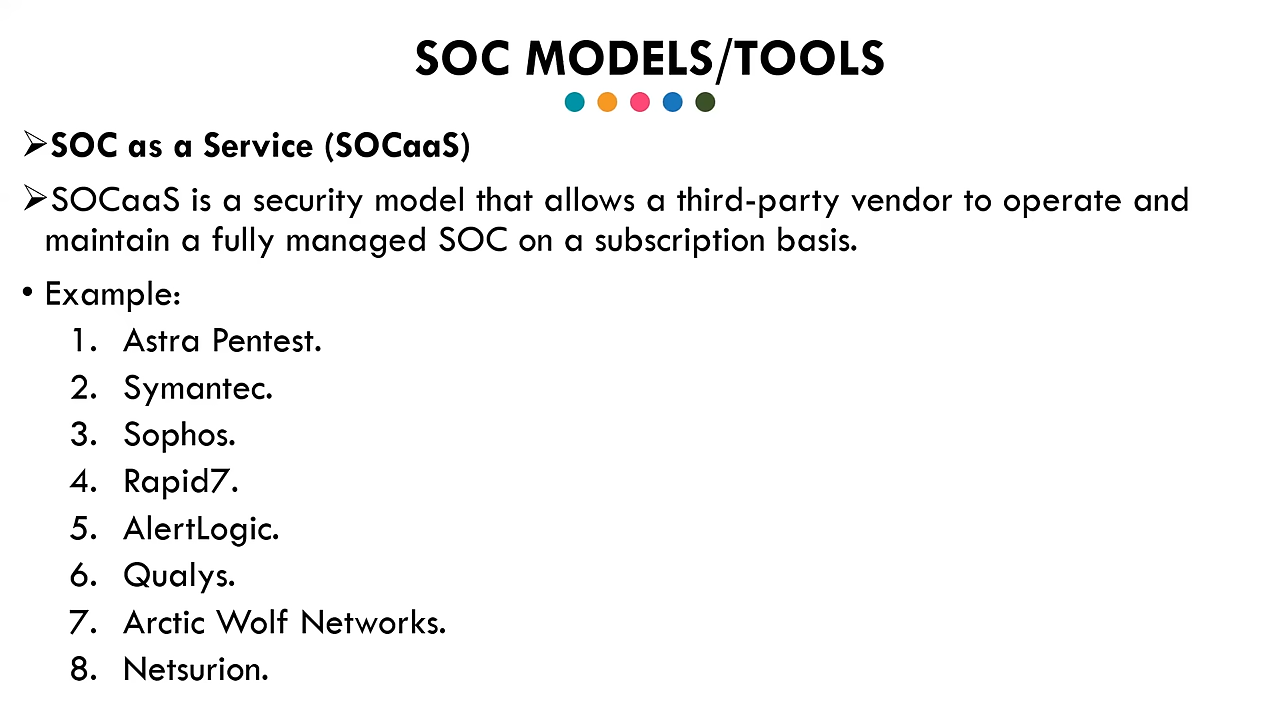 SOC MODELS/TOOLS
➢SOC as a Service (SOCaaS)
➢SOCaaS is a security model that allows a third-party vendor to operate and
maintain a fully managed SOC on a subscription basis.
• Example:
1. Astra Pentest.
2. Symantec.
3. Sophos.
4. Rapid7.
5. AlertLogic.
6. Qualys.
7. Arctic Wolf Networks.
8. Netsurion.